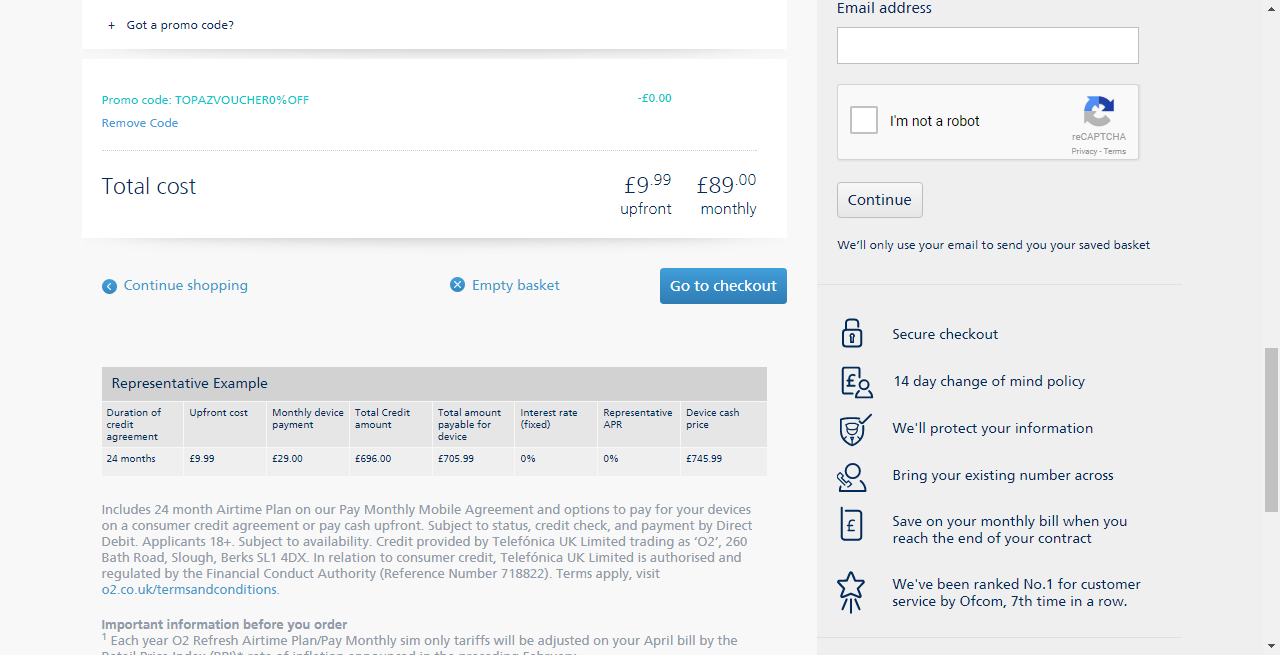 + Got a promo code?
Promo code: TOPAZVOUCHER0%OFF -£0.00
Remove Code
Total cost £9.99 £89.00
upfront monthly
Continue shopping Empty basket Go to checkout
Representative Example
Duration of credit agreement Upfront cost Monthly device payment Total Credit amount Total amount payable for device Interest rate (fixed) Representative APR Device cash price
24 months £9.99 £29.00 £696.00 £705.99 0% 0% £745.99
Includes 24 month Airtime Plan on our Pay Monthly Mobile Agreement and options to pay for your devices
on a consumer credit agreement or pay cash upfront. Subject to status, credit check, and payment by Direct
Debit. Applicants 18+. Subject to availability. Credit provided by Telefónica UK Limited trading as ‘O2’, 260
Bath Road, Slough, Berks SL1 4DX. In relation to consumer credit, Telefónica UK Limited is authorised and
regulated by the Financial Conduct Authority (Reference Number 718822). Terms apply, visit
o2.co.uk/termsandconditions.
Important information before you order
1 Each year O2 Refresh Airtime Plan/Pay Monthly sim only tariffs will be adjusted on your April bill by the
Retail Price Index (RPI)* rate of inflation announced in the preceding February.
Email address
I'm not a robot
reCAPTCHA
Privacy - Terms
Continue
We’ll only use your email to send you your saved basket
Secure checkout
14 day change of mind policy
We'll protect your information
Bring your existing number across
Save on your monthly bill when you
reach the end of your contract
We've been ranked No.1 for customer
service by Ofcom, 7th time in a row.